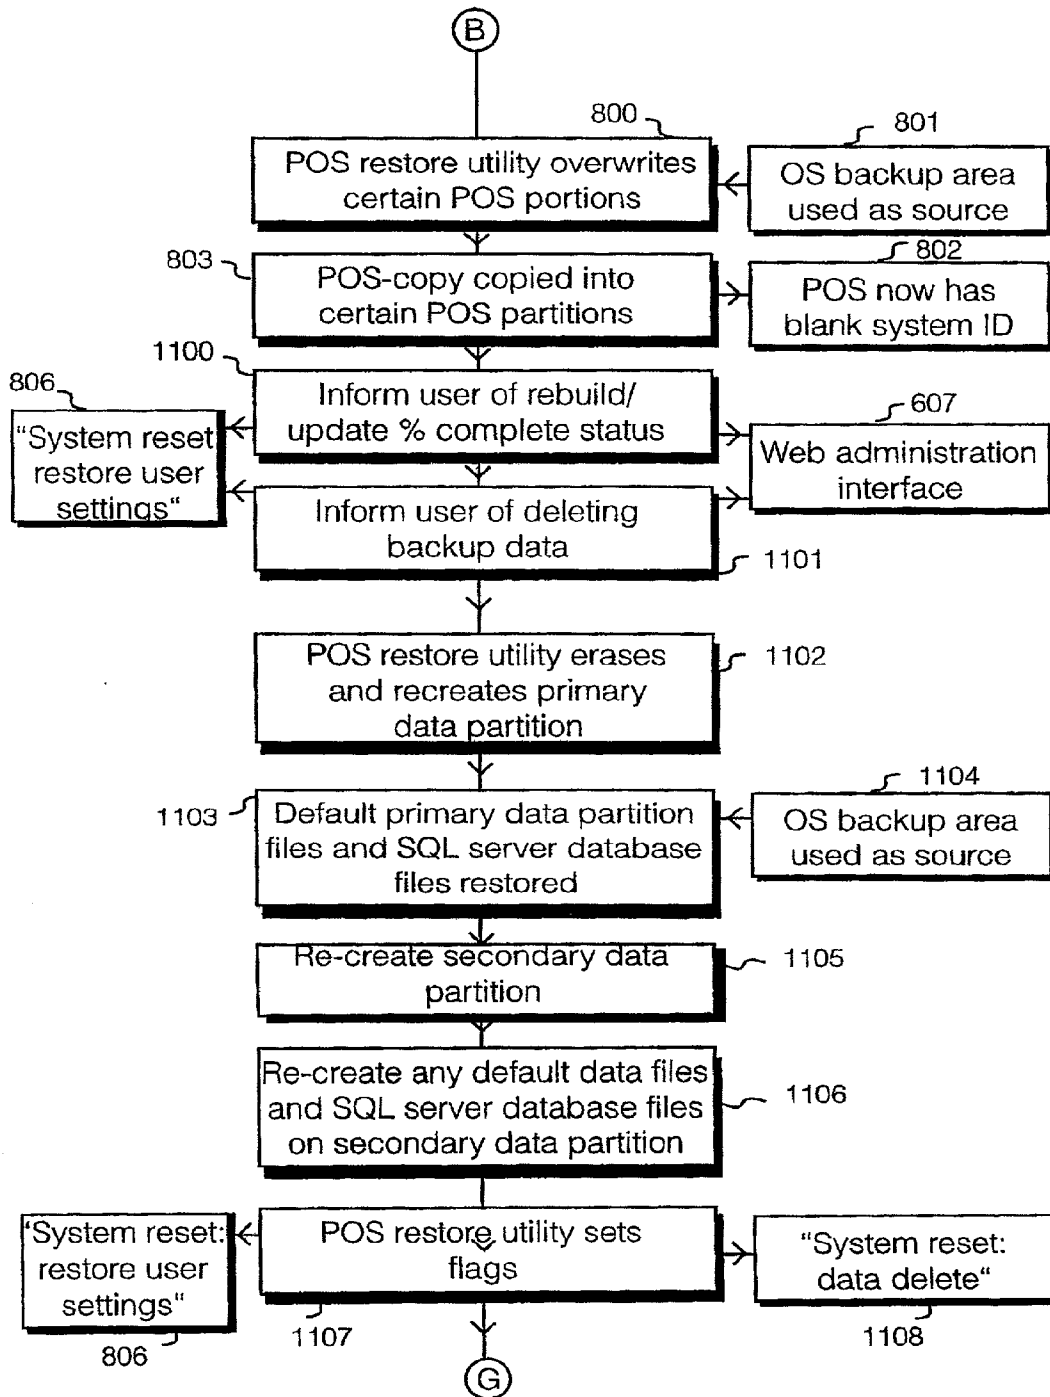 B
800
801
POS restore utility overwrites
certain POS portions
OS backup area
used as source
803
802
POS-copy copied into
certain POS partitions
POS now has
blank system ID
1100
806
Inform user of rebuild/
update % complete status
607
“System reset:
restore user
settings“
Web administration
interface
Inform user of deleting
backup data
1101
POS restore utility erases
and recreates primary
data partition
1102
1103
1104
Default primary data partition
files and SQL server database
files restored
OS backup area
used as source
Re-create secondary data
partition
1105
Re-create any default data files
and SQL server database files
on secondary data partition
1106
‘System reset:
restore user
settings“
POS restore utility sets
flags
“System reset:
data delete“
806
1107
1108
G